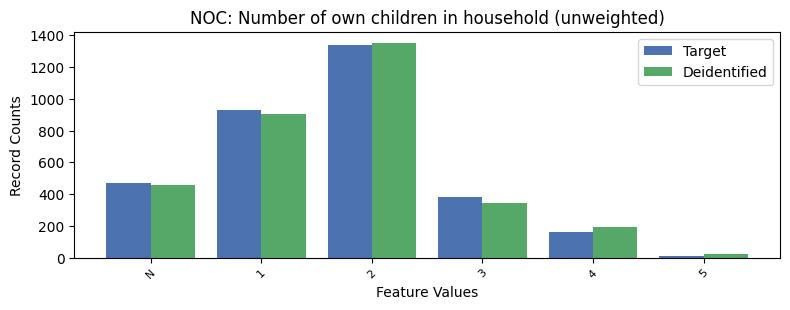 NOC: Number of own children in household (unweighted)
Target
Deidentified
Record Counts
1400
1200
1000
800
600
400
200
0
N
1
2
3
4
5
Feature Values